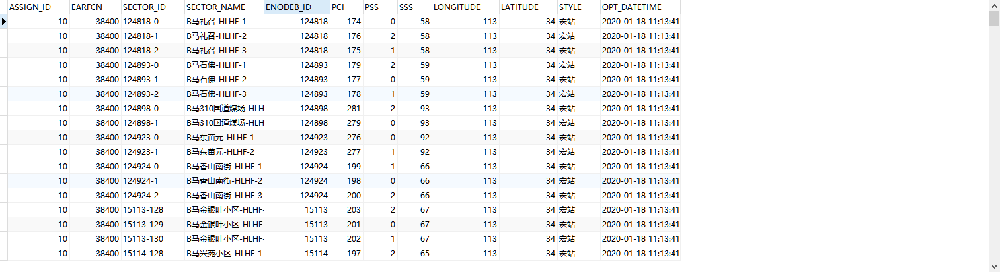 ASSIGN_ID EARFCN SECTOR_ID SECTOR_NAME ENODEB_ID PCI PSS SSS LONGITUDE LATITUDE STYLE OPT_DATETIME
10 38400 124818-0 B马礼召-HLHF-1 124818 174 0 58 113 34 宏站 2020-01-18 11:13:41
10 38400 124818-1 B马礼召-HLHF-2 124818 176 2 58 113 34 宏站 2020-01-18 11:13:41
10 38400 124818-2 B马礼召-HLHF-3 124818 175 1 58 113 34 宏站 2020-01-18 11:13:41
10 38400 124893-0 B马石佛-HLHF-1 124893 179 2 59 113 34 宏站 2020-01-18 11:13:41
10 38400 124893-1 B马石佛-HLHF-2 124893 177 0 59 113 34 宏站 2020-01-18 11:13:41
10 38400 124893-2 B马石佛-HLHF-3 124893 178 1 59 113 34 宏站 2020-01-18 11:13:41
10 38400 124898-0 B马310国道煤场-HLH 124898 281 2 93 113 34 宏站 2020-01-18 11:13:41
10 38400 124898-1 B马310国道煤场-HLH 124898 279 0 93 113 34 宏站 2020-01-18 11:13:41
10 38400 124923-0 B马东苗元-HLHF-1 124923 276 0 92 113 34 宏站 2020-01-18 11:13:41
10 38400 124923-1 B马东苗元-HLHF-2 124923 277 1 92 113 34 宏站 2020-01-18 11:13:41
10 38400 124924-0 B马香山南街-HLHF-1 124924 199 1 66 113 34 宏站 2020-01-18 11:13:41
10 38400 124924-1 B马香山南街-HLHF-2 124924 198 0 66 113 34 宏站 2020-01-18 11:13:41
10 38400 124924-2 B马香山南街-HLHF-3 124924 200 2 66 113 34 宏站 2020-01-18 11:13:41
10 38400 15113-128 B马金银叶小区-HLHF- 15113 203 2 67 113 34 宏站 2020-01-18 11:13:41
10 38400 15113-129 B马金银叶小区-HLHF- 15113 201 0 67 113 34 宏站 2020-01-18 11:13:41
10 38400 15113-130 B马金银叶小区-HLHF- 15113 202 1 67 113 34 宏站 2020-01-18 11:13:41
10 38400 15114-128 B马兴苑小区-HLHF-1 15114 197 2 65 113 34 宏站 2020-01-18 11:13:41